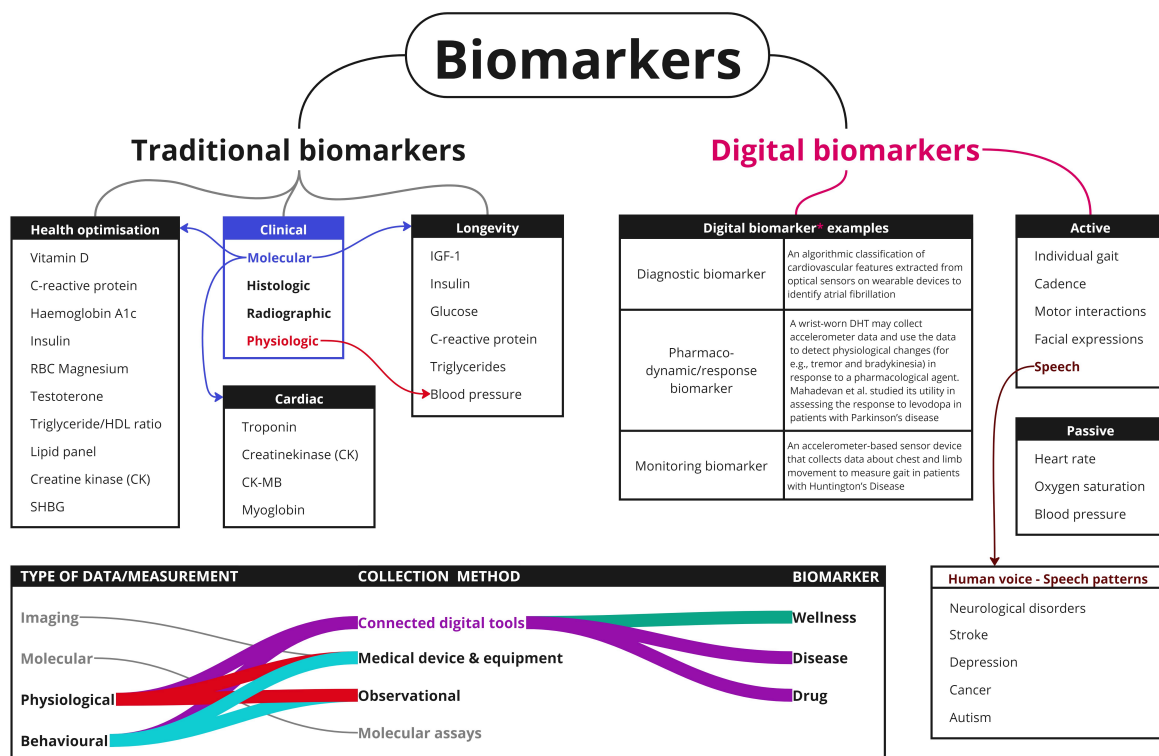 Biomarkers
Traditional biomarkers
Digital biomarkers
Health optimisation
Vitamin D
C-reactive protein
Haemoglobin A1c
Insulin
RBC Magnesium
Testoterone
Triglyceride/HDL ratio
Lipid panel
Creatine kinase (CK)
SHBG
Clinical
Molecular
Histologic
Radiographic
Physiologic
Cardiac
Troponin
Creatinekinase (CK)
CK-MB
Myoglobin
Longevity
IGF-1
Insulin
Glucose
C-reactive protein
Triglycerides
Blood pressure
Digital biomarker* examples
Diagnostic biomarker
An algorithmic classification of
cardiovascular features extracted from
optical sensors on wearable devices to
identify atrial fibrillation
Pharmaco-
dynamic/response
biomarker
A wrist-worn DHT may collect
accelerometer data and use the data
to detect physiological changes (for
e.g., tremor and bradykinesia) in
response to a pharmacological agent.
Mahadevan et al. studied its utility in
assessing the response to levodopa in
patients with Parkinson's disease
Monitoring biomarker
An accelerometer-based sensor device
that collects data about chest and limb
movement to measure gait in patients
with Huntington's Disease
Active
Individual gait
Cadence
Motor interactions
Facial expressions
Speech
Passive
Heart rate
Oxygen saturation
Blood pressure
Human voice - Speech patterns
Neurological disorders
Stroke
Depression
Cancer
Autism
TYPE OF DATA/MEASUREMENT
COLLECTION METHOD
BIOMARKER
Imaging
Molecular
Physiological
Behavioural
Connected digital tools
Medical device & equipment
Observational
Molecular assays
Wellness
Disease
Drug